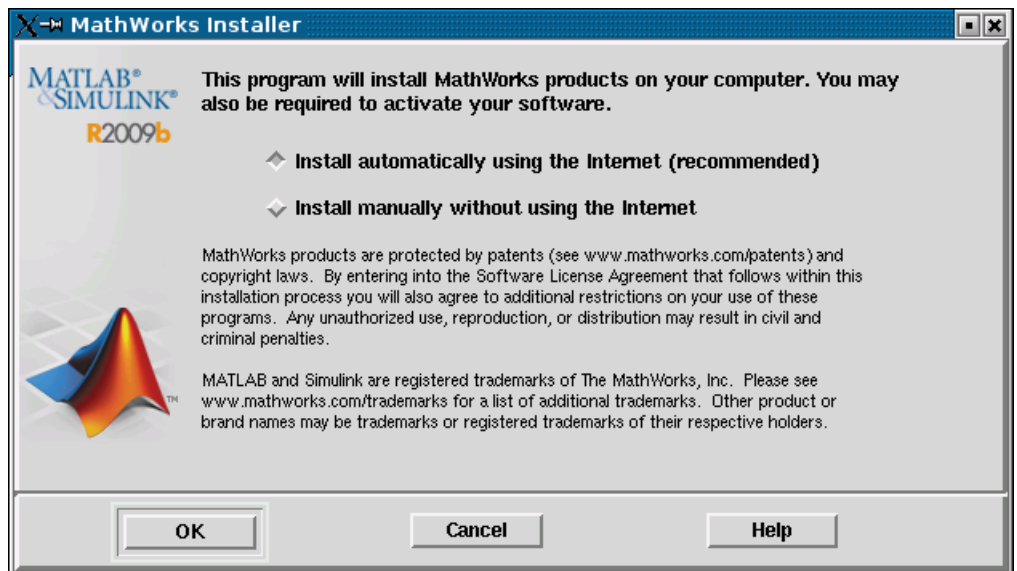 MathWorks Installer
MATLAB®
&SIMULINK®
R2009b
This program will install MathWorks products on your computer. You may
also be required to activate your software.
Install automatically using the Internet (recommended)
Install manually without using the Internet
MathWorks products are protected by patents (see www.mathworks.com/patents) and
copyright laws. By entering into the Software License Agreement that follows within this
installation process you will also agree to additional restrictions on your use of these
programs. Any unauthorized use, reproduction, or distribution may result in civil and
criminal penalties.
MATLAB and Simulink are registered trademarks of The MathWorks, Inc. Please see
www.mathworks.com/trademarks for a list of additional trademarks. Other product or
brand names may be trademarks or registered trademarks of their respective holders.
TM
OK
Cancel
Help